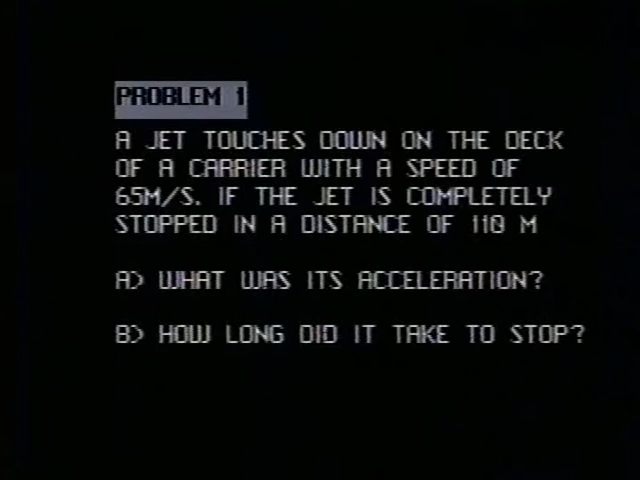 PROBLEM 1
A JET TOUCHES DOWN ON THE DECK
OF A CARRIER WITH A SPEED OF
65M/S. IF THE JET IS COMPLETELY
STOPPED IN A DISTANCE OF 110 M
A> WHAT WAS ITS ACCELERATION?
B> HOW LONG DID IT TAKE TO STOP?